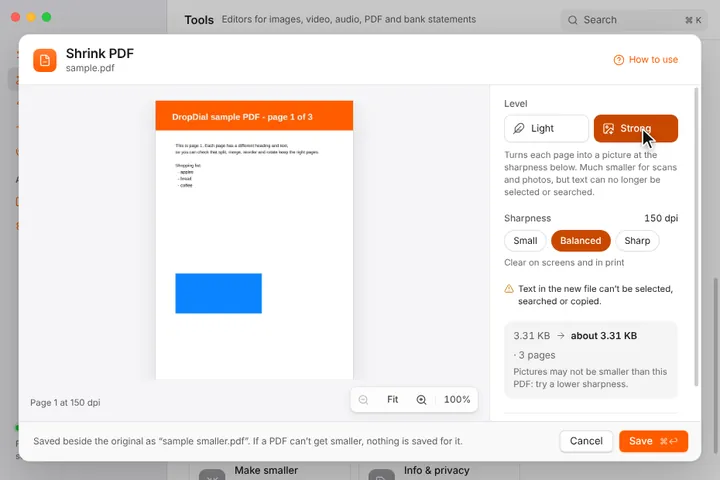 Tools Editors for images, video, audio, PDF and bank statements
Search ⌘ K
Shrink PDF
sample.pdf
How to use
DropDial sample PDF - page 1 of 3
This is page 1. Each page has a different heading and text,
so you can check that split, merge, reorder and rotate keep the right pages.
Shopping list:
- apples
- bread
- coffee
Page 1 at 150 dpi
Fit
100%
Level
Light
Strong
Turns each page into a picture at the
sharpness below. Much smaller for scans
and photos, but text can no longer be
selected or searched.
Sharpness 150 dpi
Small
Balanced
Sharp
Clear on screens and in print
Text in the new file can't be selected,
searched or copied.
3.31 KB → about 3.31 KB
· 3 pages
Pictures may not be smaller than this
PDF: try a lower sharpness.
Saved beside the original as “sample smaller.pdf”. If a PDF can't get smaller, nothing is saved for it.
Cancel
Save ⌘↩
Make smaller
Info & privacy